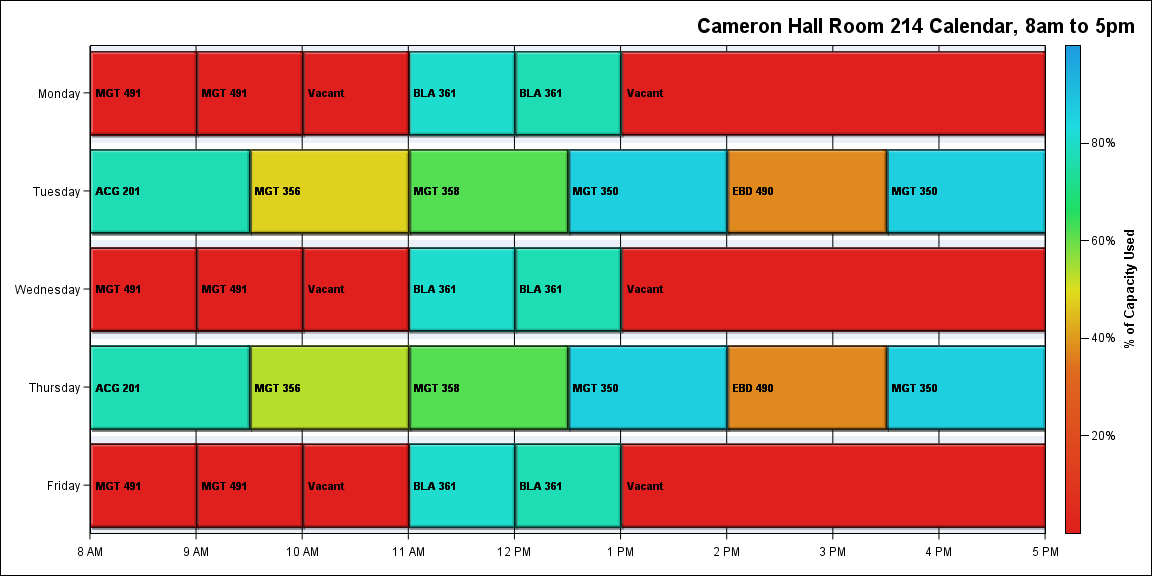 Cameron Hall Room 214 Calendar, 8am to 5pm
Monday MGT 491 MGT 491 Vacant BLA 361 BLA 361 Vacant
80%
Tuesday ACG 201 MGT 356 MGT 358 MGT 350 EBD 490 MGT 350
60%
% of Capacity Used
Wednesday MGT 491 MGT 491 Vacant BLA 361 BLA 361 Vacant
40%
Thursday ACG 201 MGT 356 MGT 358 MGT 350 EBD 490 MGT 350
20%
Friday MGT 491 MGT 491 Vacant BLA 361 BLA 361 Vacant
8 AM 9 AM 10 AM 11 AM 12 PM 1 PM 2 PM 3 PM 4 PM 5 PM